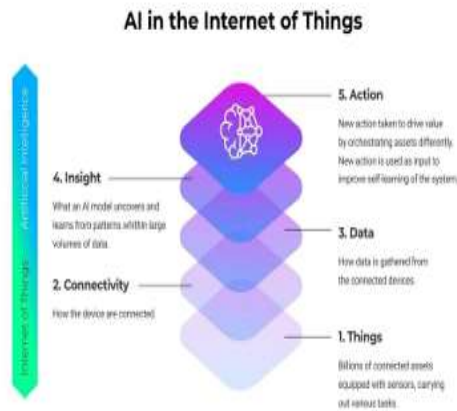 AI in the Internet of Things
Artificial Intelligence
Internet of Things
5. Action
New action taken to drive value
by orchestrating assets differently.
New action is used as input to
improve self learning of the system.
4. Insight
What an AI model uncovers and
learns from patterns whithin large
volumes of data.
3. Data
How data is gathered from
the connected devices.
2. Connectivity
How the device are connected.
1. Things
Billions of connected assets
equipped with sensors, carrying
out various tasks.